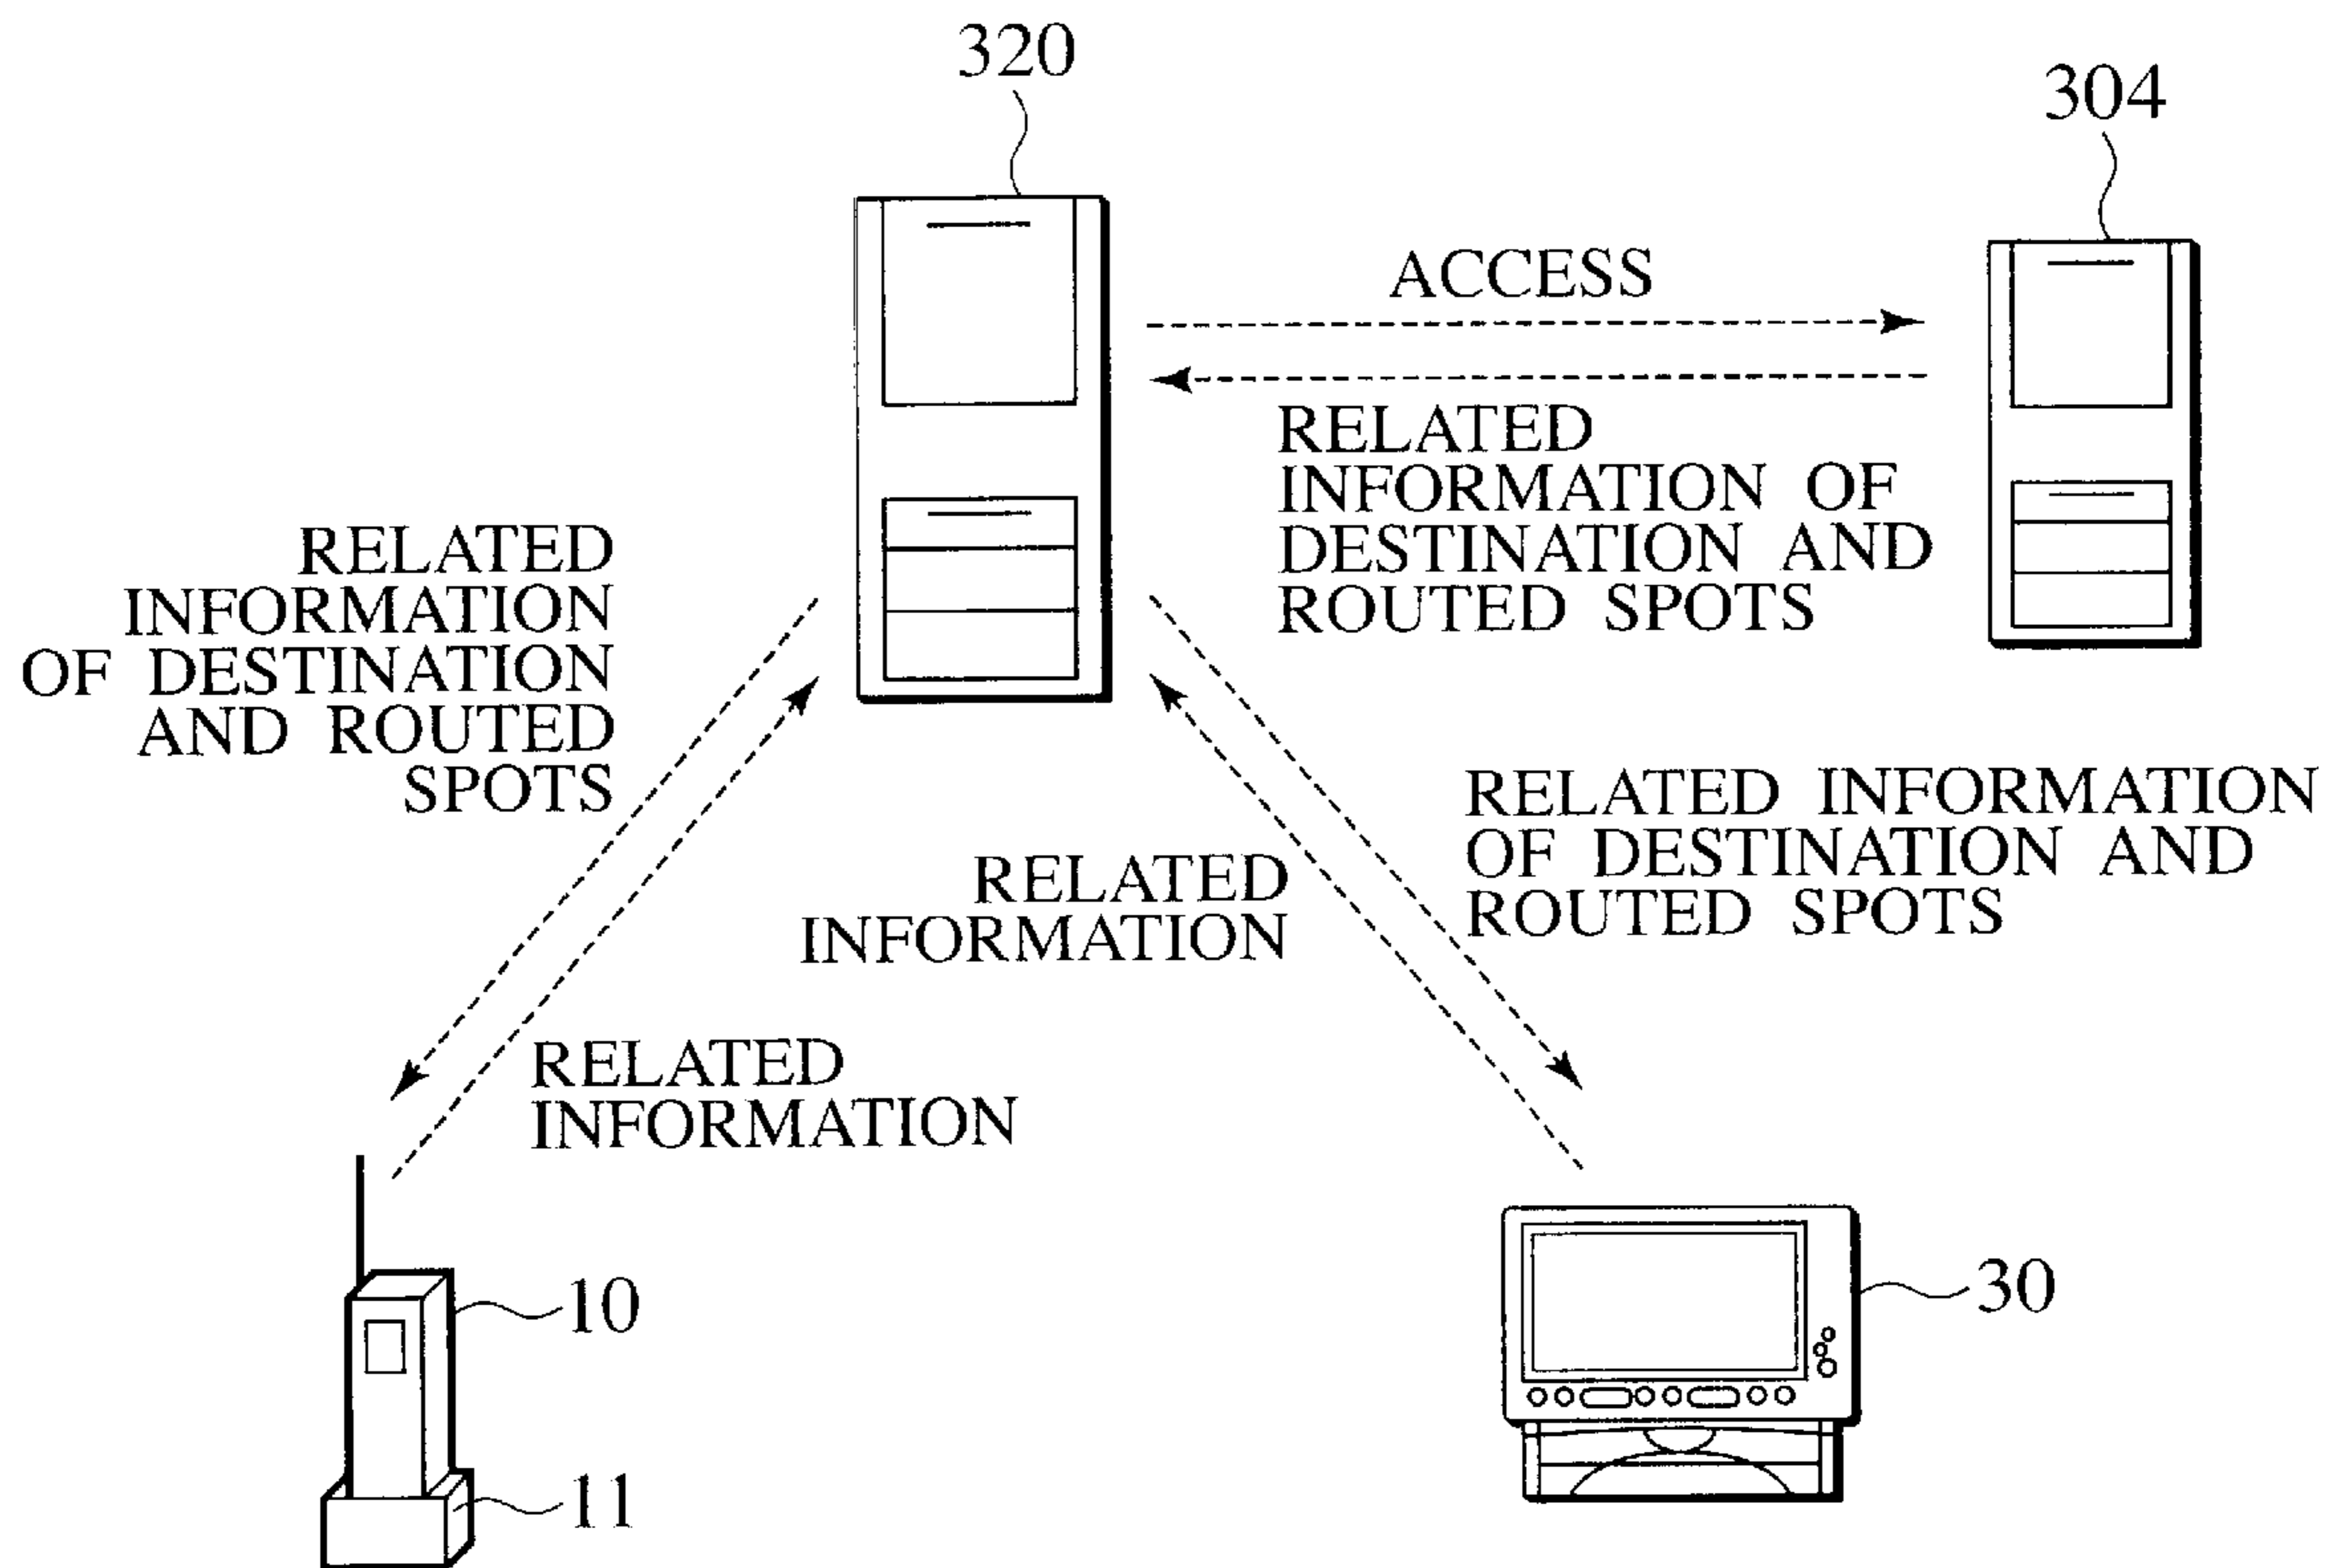 320
304
ACCESS
RELATED
INFORMATION OF
DESTINATION AND
ROUTED SPOTS
RELATED
INFORMATION
OF DESTINATION
AND ROUTED
SPOTS
RELATED INFORMATION
OF DESTINATION AND
ROUTED SPOTS
RELATED
INFORMATION
RELATED
INFORMATION
10
30
11